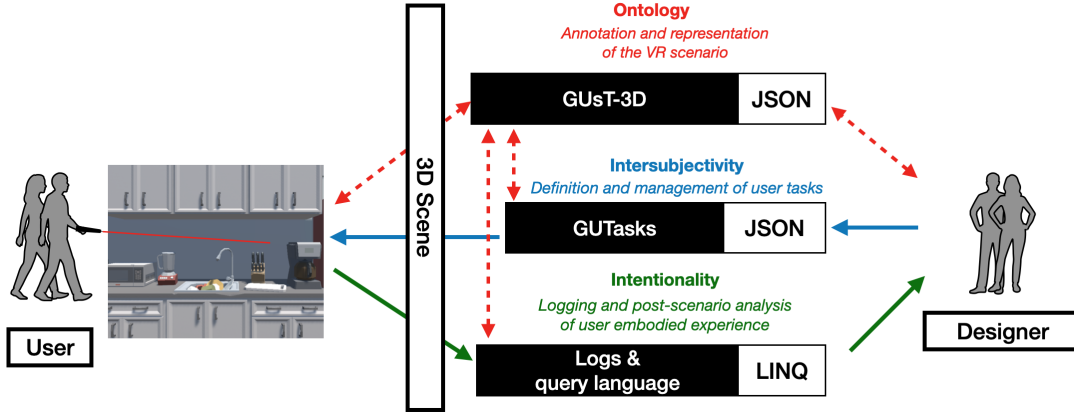 Ontology
Annotation and representation
of the VR scenario
GUsT-3D
JSON
3D Scene
Intersubjectivity
Definition and management of user tasks
GUTasks
JSON
Intentionality
Logging and post-scenario analysis
of user embodied experience
Logs &
query language
LINQ
User
Designer